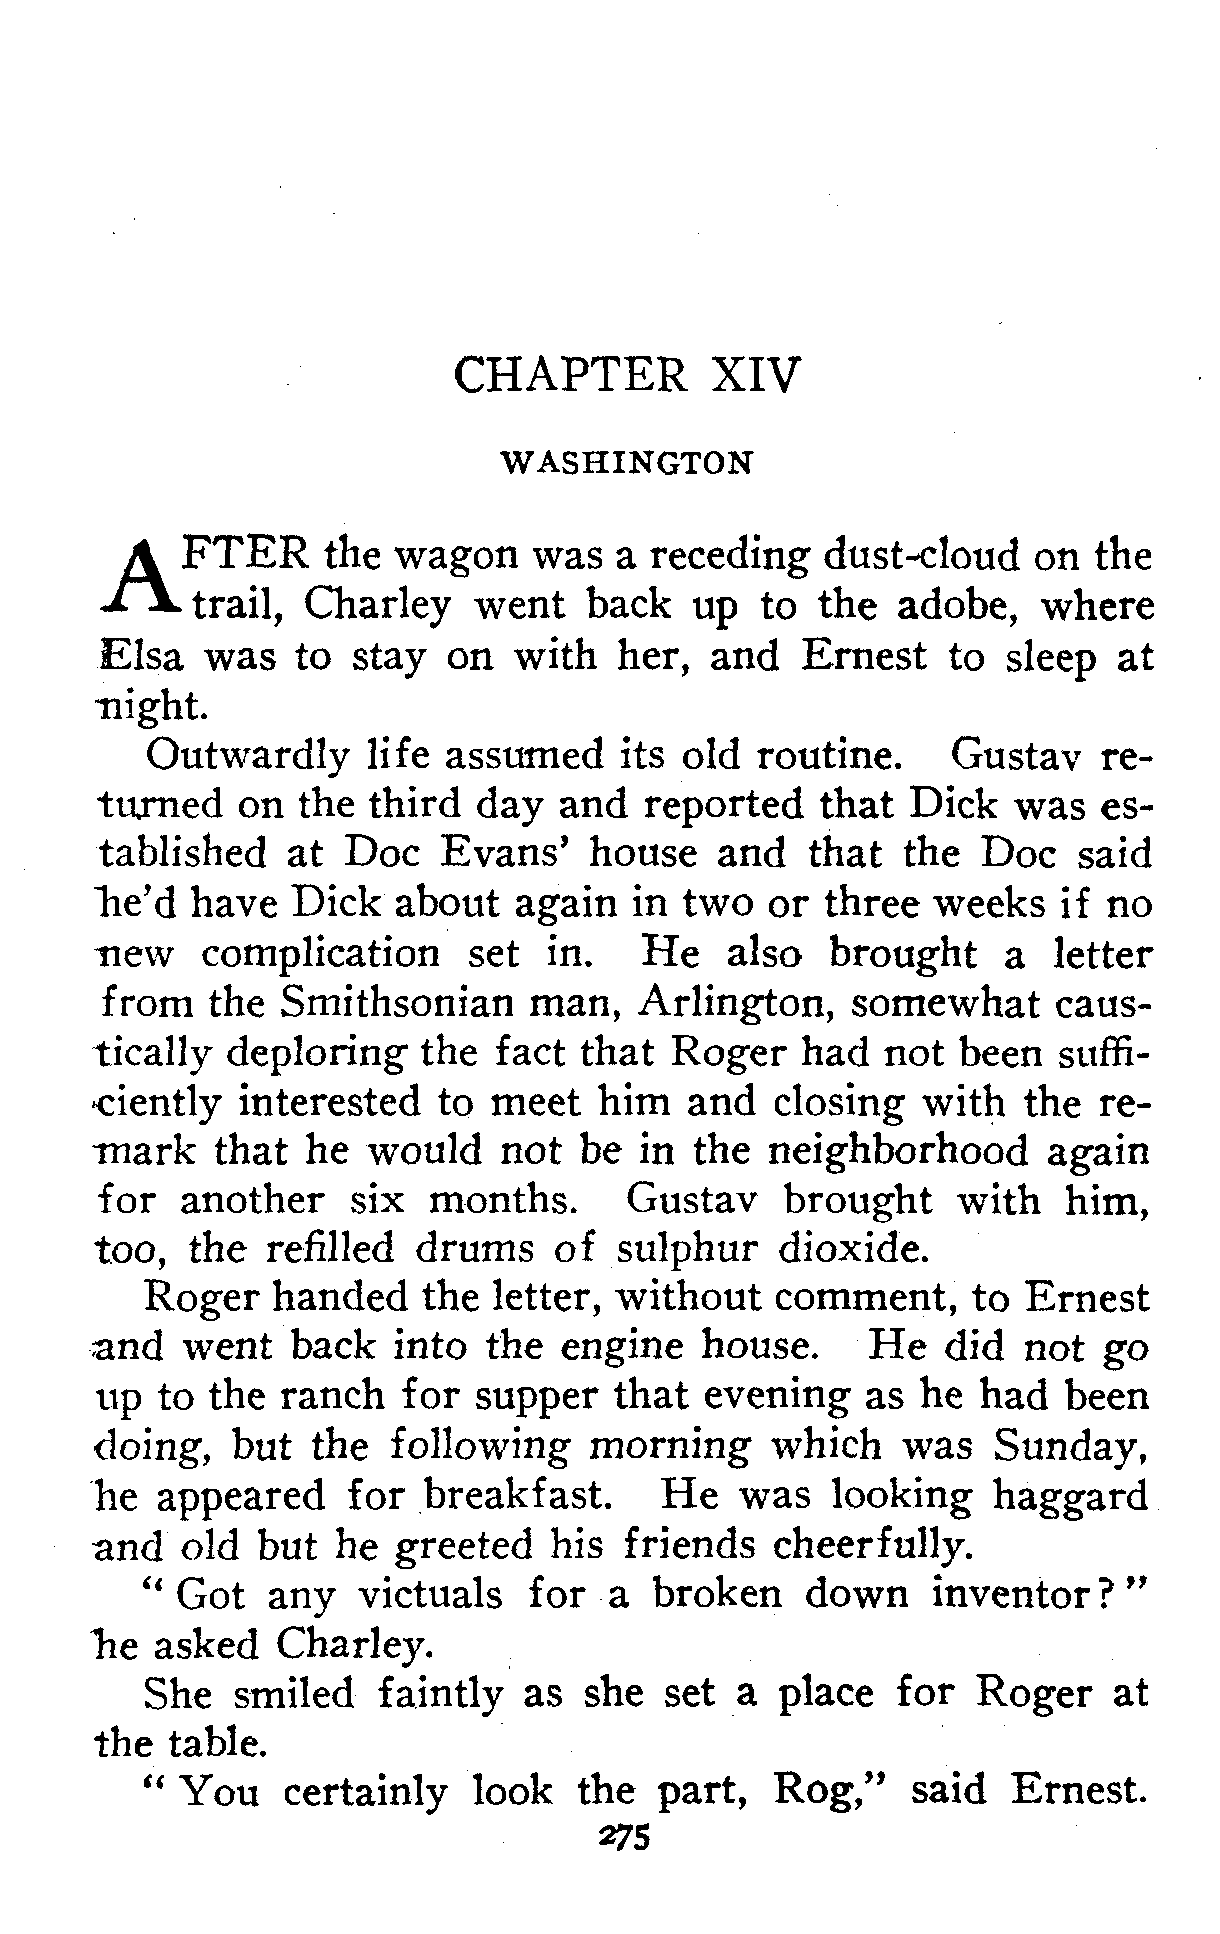 CHAPTER XIV
WASHINGTON
AFTER the wagon was a receding dust-cloud on the
trail, Charley went back up to the adobe, where
Elsa was to stay on with her, and Ernest to sleep at
night.
Outwardly life assumed its old routine. Gustav re-
turned on the third day and reported that Dick was es-
tablished at Doc Evans' house and that the Doc said
he'd have Dick about again in two or three weeks if no
new complication set in. He also brought a letter
from the Smithsonian man, Arlington, somewhat caus-
tically deploring the fact that Roger had not been suffi-
ciently interested to meet him and closing with the re-
mark that he would not be in the neighborhood again
for another six months. Gustav brought with him,
too, the refilled drums of sulphur dioxide.
Roger handed the letter, without comment, to Ernest
and went back into the engine house. He did not go
up to the ranch for supper that evening as he had been
doing, but the following morning which was Sunday,
he appeared for breakfast. He was looking haggard
and old but he greeted his friends cheerfully.
" Got any victuals for a broken down inventor? "
he asked Charley.
She smiled faintly as she set a place for Roger at
the table.
" You certainly look the part, Rog," said Ernest.
275